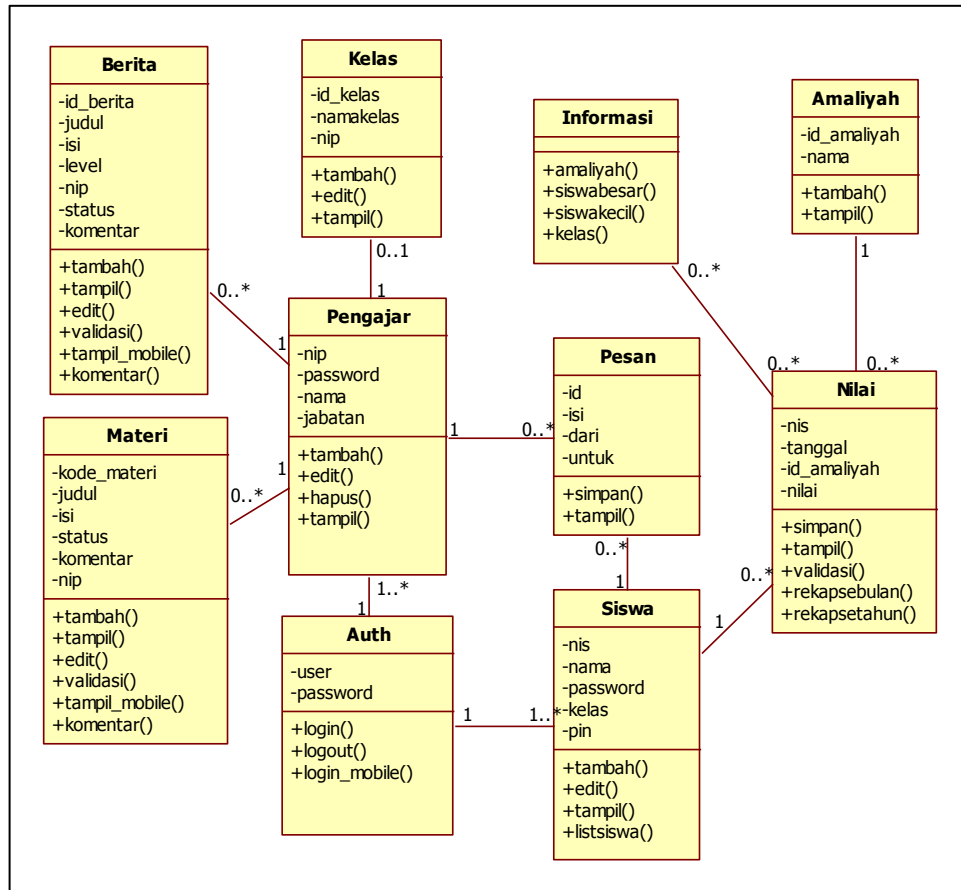 Berita
-id_berita
-judul
-isi
-level
-nip
-status
-komentar
+tambah()
+tampil()
+edit()
+validasi()
+tampil_mobile()
+komentar()
Kelas
-id_kelas
-namakelas
-nip
+tambah()
+edit()
+tampil()
Informasi
+amaliyah()
+siswabesar()
+siswakecil()
+kelas()
Amaliyah
-id_amaliyah
-nama
+tambah()
+tampil()
0..1
1
0..*
1
0..*
0..*
1
0..*
Pengajar
-nip
-password
-nama
-jabatan
+tambah()
+edit()
+hapus()
+tampil()
Pesan
-id
-isi
-dari
-untuk
+simpan()
+tampil()
Nilai
-nis
-tanggal
-id_amaliyah
-nilai
+simpan()
+tampil()
+validasi()
+rekapsebulan()
+rekapsetahun()
1
0..*
Materi
-kode_materi
-judul
-isi
-status
-komentar
-nip
+tambah()
+tampil()
+edit()
+validasi()
+tampil_mobile()
+komentar()
1
0..*
1..*
1
0..*
1
0..*
1
Auth
-user
-password
+login()
+logout()
+login_mobile()
1
1..*
Siswa
-nis
-nama
-password
-kelas
-pin
+tambah()
+edit()
+tampil()
+listsiswa()